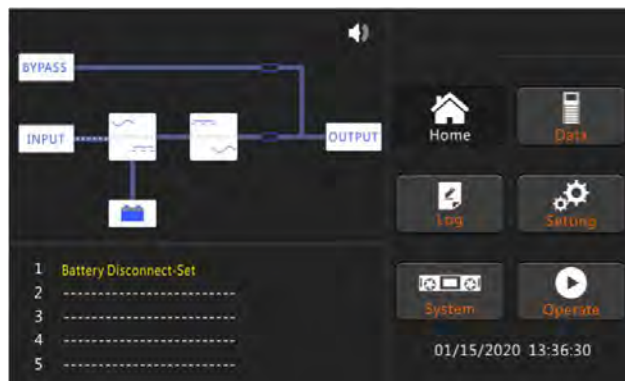 BYPASS
INPUT
OUTPUT
Home
Data
Log
Setting
System
Operate
1 Battery Disconnect-Set
2 -------------------------
3 -------------------------
4 -------------------------
5 -------------------------
01/15/2020 13:36:30